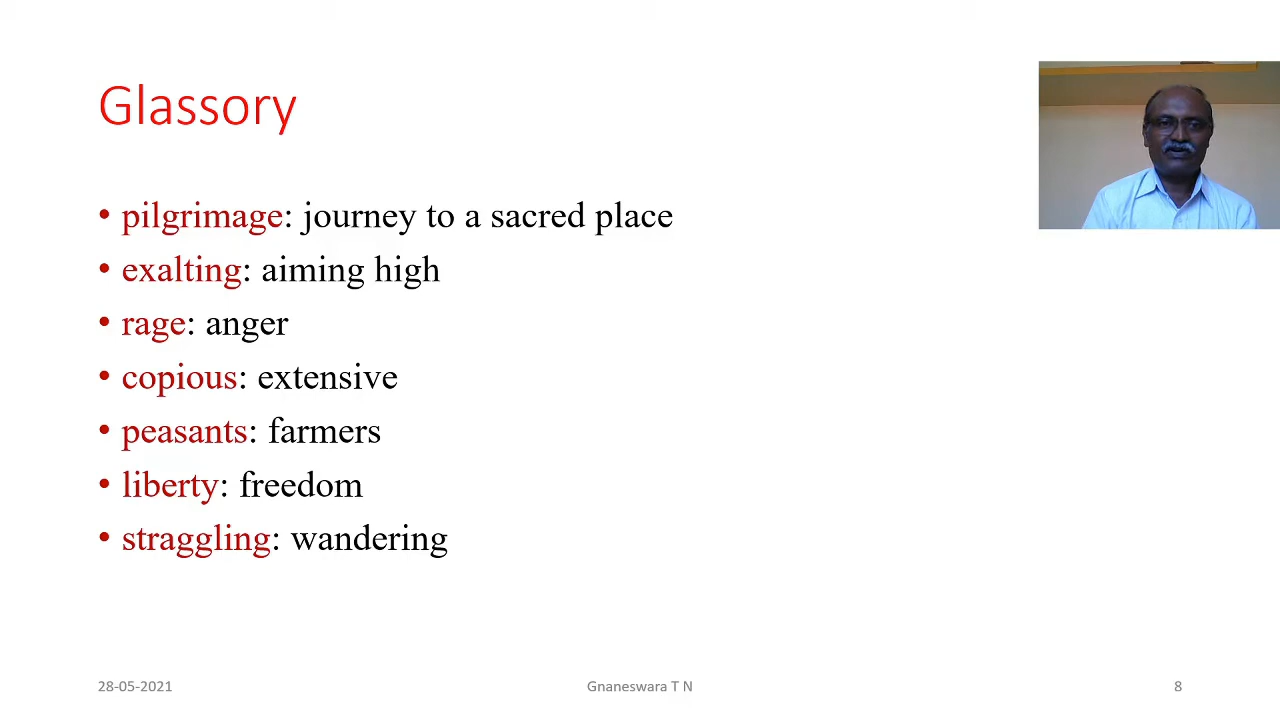 Glassory
• pilgrimage: journey to a sacred place
• exalting: aiming high
• rage: anger
• copious: extensive
• peasants: farmers
• liberty: freedom
• straggling: wandering
28-05-2021
Gnaneswara T N
8